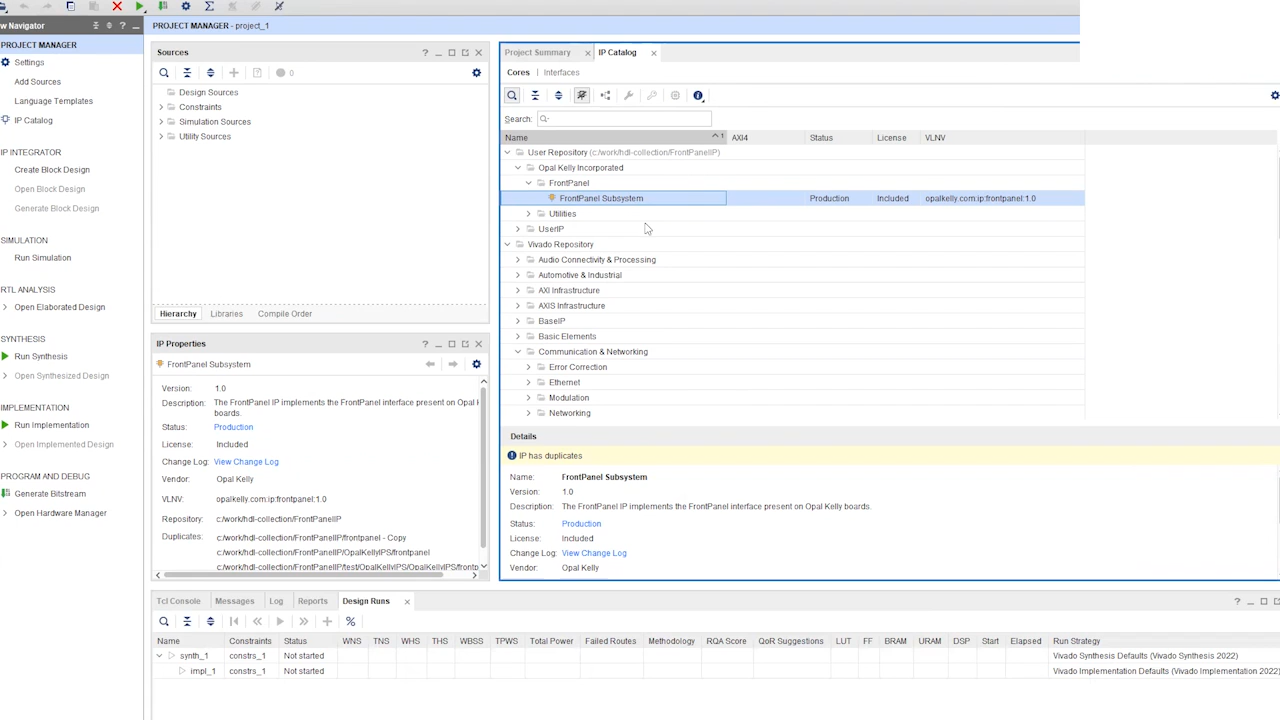 w Navigator
PROJECT MANAGER - project_1
PROJECT MANAGER
Settings
Add Sources
Language Templates
IP Catalog
IP INTEGRATOR
Create Block Design
Open Block Design
Generate Block Design
SIMULATION
Run Simulation
RTL ANALYSIS
Open Elaborated Design
SYNTHESIS
Run Synthesis
Open Synthesized Design
IMPLEMENTATION
Run Implementation
Open Implemented Design
PROGRAM AND DEBUG
Generate Bitstream
Open Hardware Manager
Sources
0
Design Sources
Constraints
Simulation Sources
Utility Sources
Hierarchy Libraries Compile Order
IP Properties
FrontPanel Subsystem
Version: 1.0
Description: The FrontPanel IP implements the FrontPanel interface present on Opal K
boards.
Status: Production
License: Included
Change Log: View Change Log
Vendor: Opal Kelly
VLNV: opalkelly.com:ip:frontpanel:1.0
Repository: c:/work/hdl-collection/FrontPanelIP
Duplicates: c:/work/hdl-collection/FrontPanelIP/frontpanel - Copy
c:/work/hdl-collection/FrontPanelIP/OpalKellyIPS/frontpanel
c:/work/hdl-collection/FrontPanelIP/test/OpalKellyIPS/OpalKellyIPS/frontp
Project Summary IP Catalog
Cores Interfaces
Search: Q-
Name 1 AXI4 Status License VLNV
User Repository (c:/work/hdl-collection/FrontPanelIP)
Opal Kelly Incorporated
FrontPanel
FrontPanel Subsystem Production Included opalkelly.com:ip:frontpanel:1.0
Utilities
UserIP
Vivado Repository
Audio Connectivity & Processing
Automotive & Industrial
AXI Infrastructure
AXIS Infrastructure
BaseIP
Basic Elements
Communication & Networking
Error Correction
Ethernet
Modulation
Networking
Details
IP has duplicates
Name: FrontPanel Subsystem
Version: 1.0
Description: The FrontPanel IP implements the FrontPanel interface present on Opal Kelly boards.
Status: Production
License: Included
Change Log: View Change Log
Vendor: Opal Kelly
Tcl Console Messages Log Reports Design Runs
Name Constraints Status WNS TNS WHS THS WBSS TPWS Total Power Failed Routes Methodology RQA Score QoR Suggestions LUT FF BRAM URAM DSP Start Elapsed Run Strategy
synth_1 constrs_1 Not started Vivado Synthesis Defaults (Vivado Synthesis 2022)
impl_1 constrs_1 Not started Vivado Implementation Defaults (Vivado Implementation 2022)